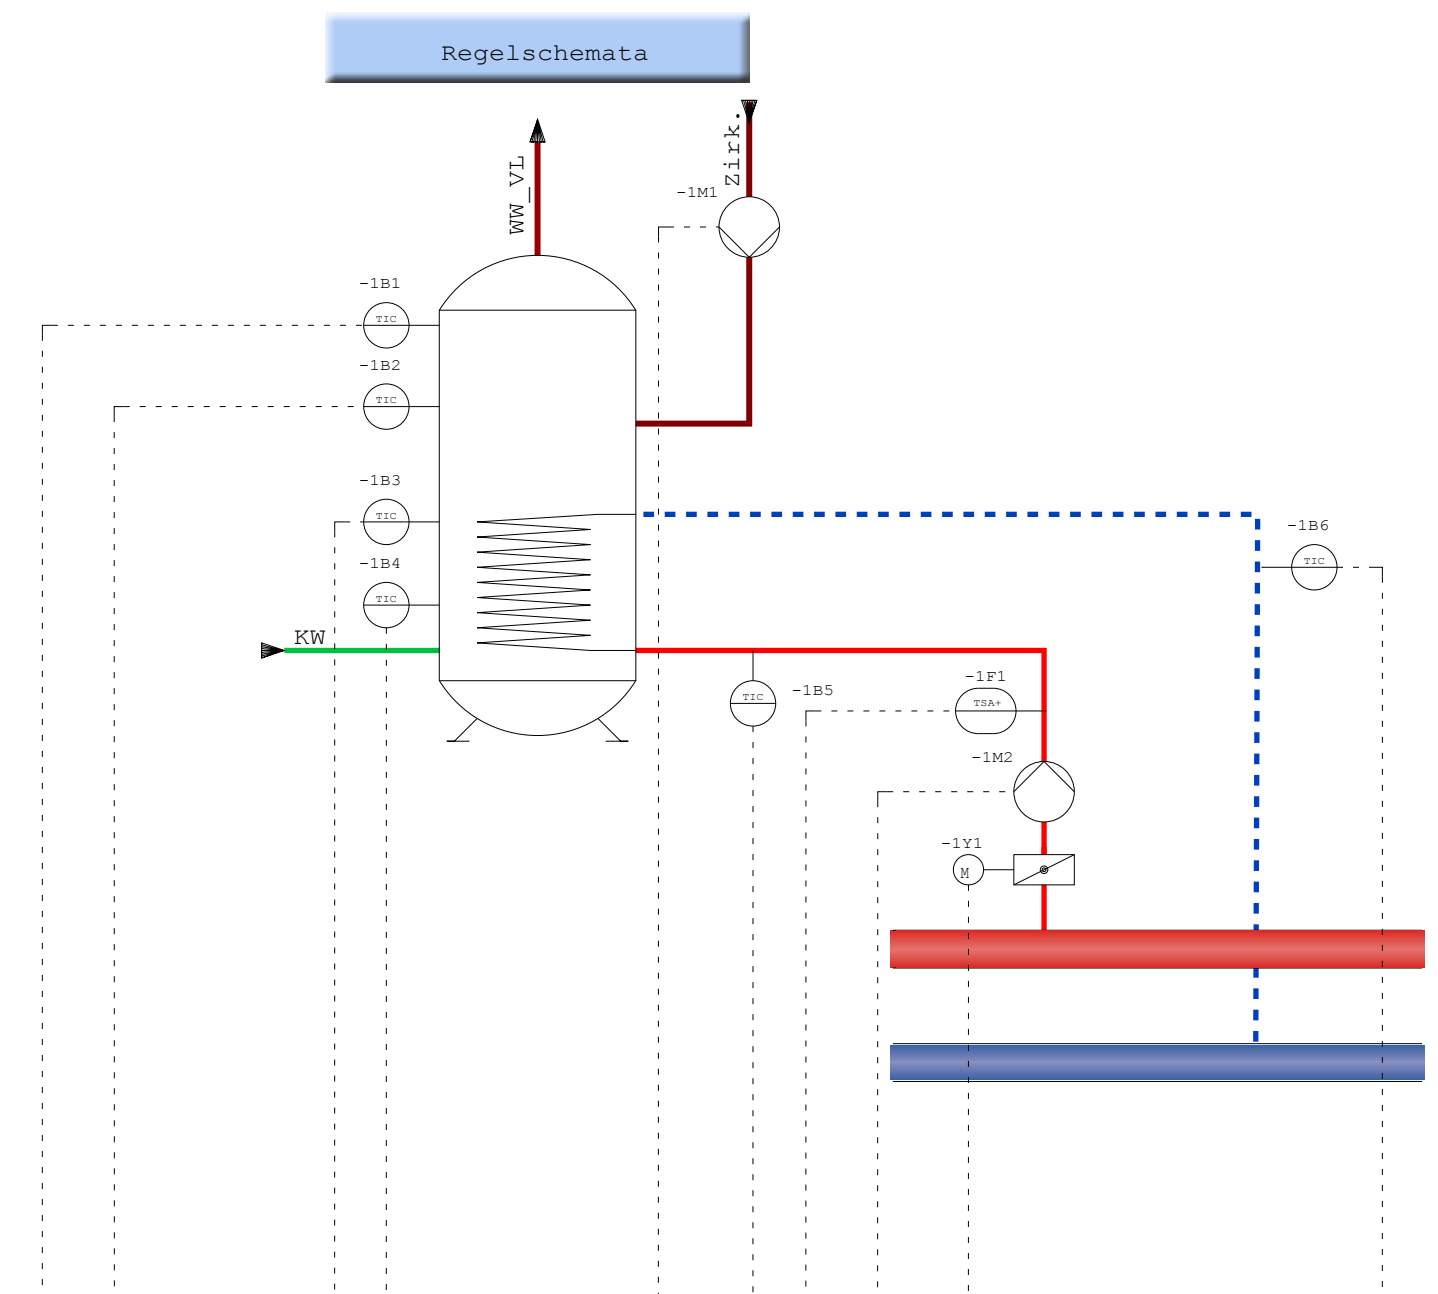 Regelschemata
Zirk.
WW_VL
-1M1
-1B1
TIC
-1B2
TIC
-1B3
TIC
-1B6
TIC
-1B4
TIC
KW
-1B5
TIC
-1F1
TSA+
-1M2
-1Y1
M